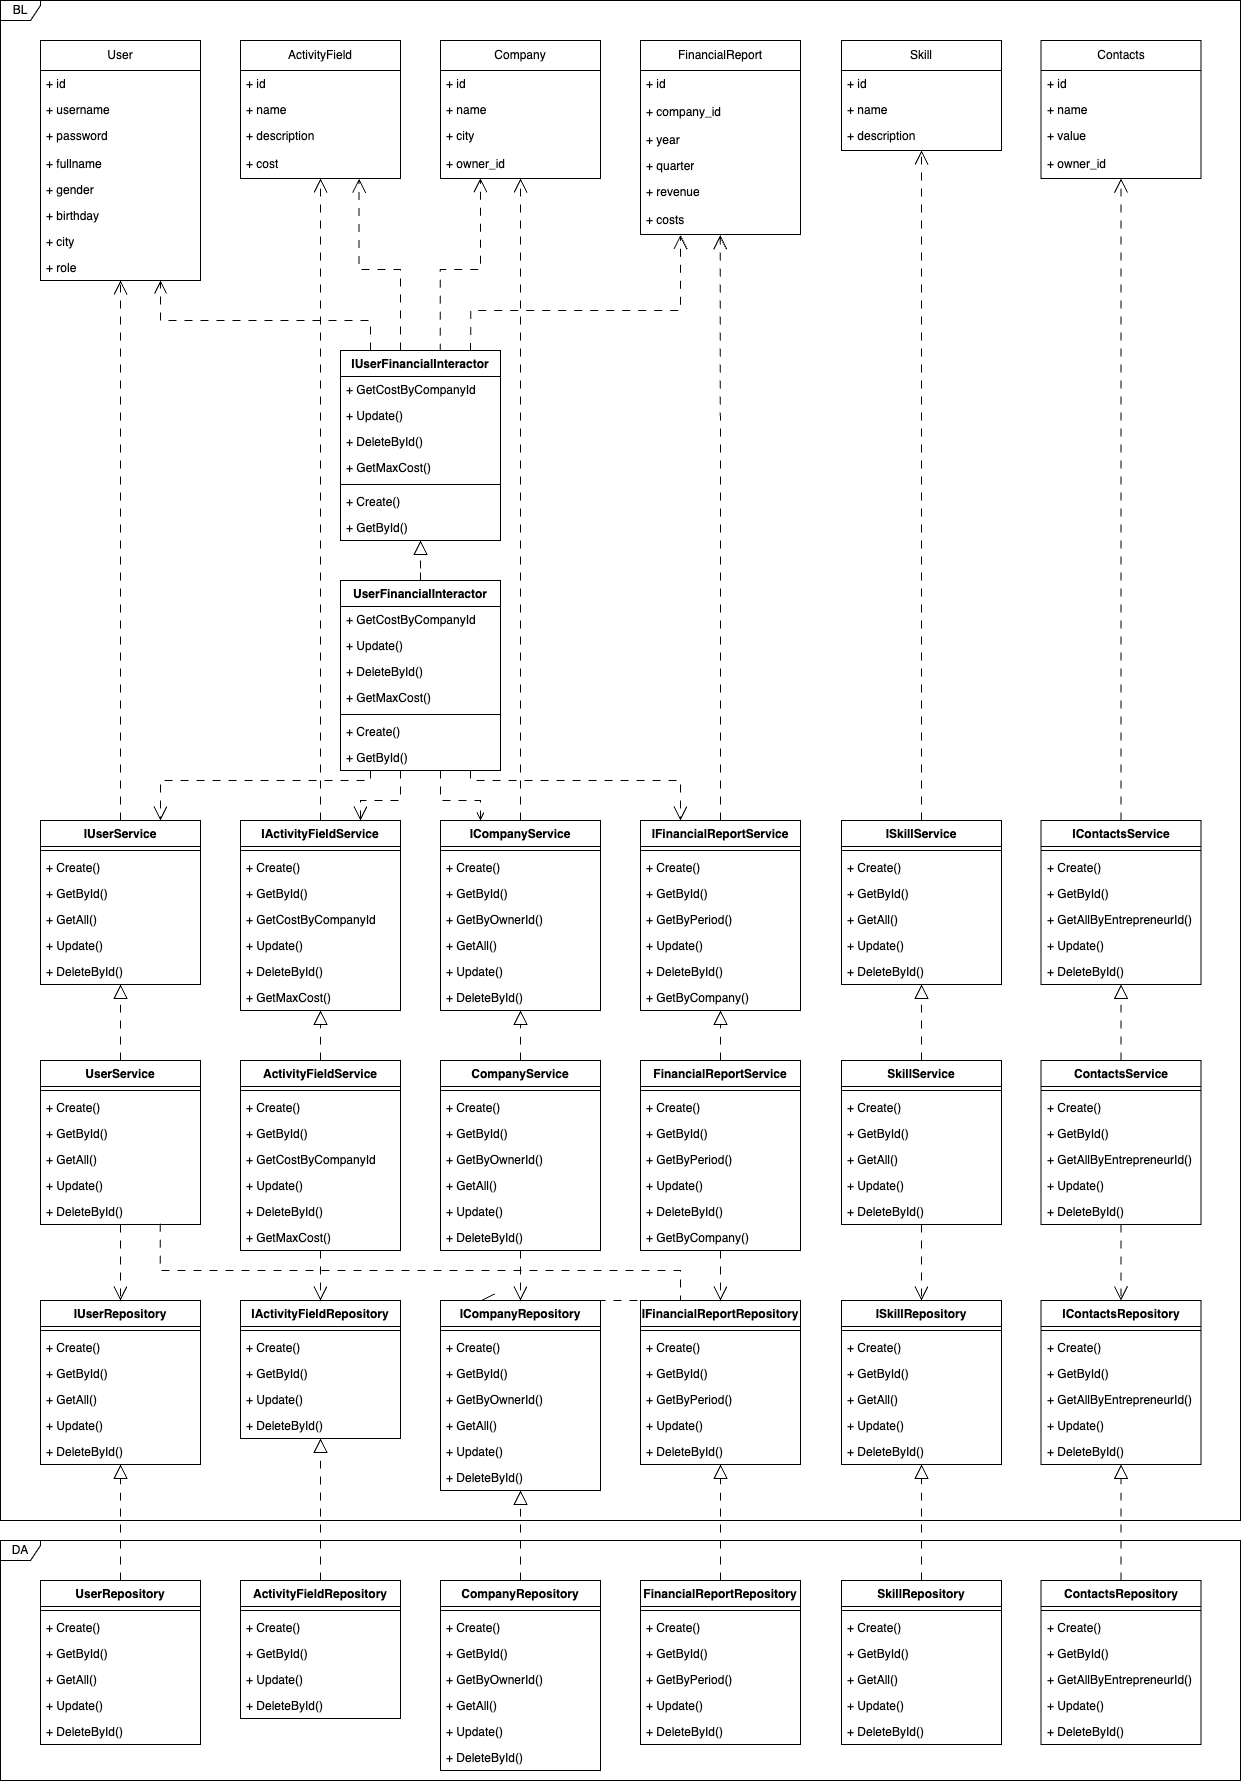 BL
User
+ id
+ username
+ password
+ fullname
+ gender
+ birthday
+ city
+ role
ActivityField
+ id
+ name
+ description
+ cost
Company
+ id
+ name
+ city
+ owner_id
FinancialReport
+ id
+ company_id
+ year
+ quarter
+ revenue
+ costs
Skill
+ id
+ name
+ description
Contacts
+ id
+ name
+ value
+ owner_id
IUserFinancialInteractor
+ GetCostByCompanyId
+ Update()
+ DeleteById()
+ GetMaxCost()
+ Create()
+ GetById()
UserFinancialInteractor
+ GetCostByCompanyId
+ Update()
+ DeleteById()
+ GetMaxCost()
+ Create()
+ GetById()
IUserService
+ Create()
+ GetById()
+ GetAll()
+ Update()
+ DeleteById()
IActivityFieldService
+ Create()
+ GetById()
+ GetCostByCompanyId
+ Update()
+ DeleteById()
+ GetMaxCost()
ICompanyService
+ Create()
+ GetById()
+ GetByOwnerId()
+ GetAll()
+ Update()
+ DeleteById()
IFinancialReportService
+ Create()
+ GetById()
+ GetByPeriod()
+ Update()
+ DeleteById()
+ GetByCompany()
ISkillService
+ Create()
+ GetById()
+ GetAll()
+ Update()
+ DeleteById()
IContactsService
+ Create()
+ GetById()
+ GetAllByEntrepreneurId()
+ Update()
+ DeleteById()
UserService
+ Create()
+ GetById()
+ GetAll()
+ Update()
+ DeleteById()
ActivityFieldService
+ Create()
+ GetById()
+ GetCostByCompanyId
+ Update()
+ DeleteById()
+ GetMaxCost()
CompanyService
+ Create()
+ GetById()
+ GetByOwnerId()
+ GetAll()
+ Update()
+ DeleteById()
FinancialReportService
+ Create()
+ GetById()
+ GetByPeriod()
+ Update()
+ DeleteById()
+ GetByCompany()
SkillService
+ Create()
+ GetById()
+ GetAll()
+ Update()
+ DeleteById()
ContactsService
+ Create()
+ GetById()
+ GetAllByEntrepreneurId()
+ Update()
+ DeleteById()
IUserRepository
+ Create()
+ GetById()
+ GetAll()
+ Update()
+ DeleteById()
IActivityFieldRepository
+ Create()
+ GetById()
+ Update()
+ DeleteById()
ICompanyRepository
+ Create()
+ GetById()
+ GetByOwnerId()
+ GetAll()
+ Update()
+ DeleteById()
IFinancialReportRepository
+ Create()
+ GetById()
+ GetByPeriod()
+ Update()
+ DeleteById()
ISkillRepository
+ Create()
+ GetById()
+ GetAll()
+ Update()
+ DeleteById()
IContactsRepository
+ Create()
+ GetById()
+ GetAllByEntrepreneurId()
+ Update()
+ DeleteById()
DA
UserRepository
+ Create()
+ GetById()
+ GetAll()
+ Update()
+ DeleteById()
ActivityFieldRepository
+ Create()
+ GetById()
+ Update()
+ DeleteById()
CompanyRepository
+ Create()
+ GetById()
+ GetByOwnerId()
+ GetAll()
+ Update()
+ DeleteById()
FinancialReportRepository
+ Create()
+ GetById()
+ GetByPeriod()
+ Update()
+ DeleteById()
SkillRepository
+ Create()
+ GetById()
+ GetAll()
+ Update()
+ DeleteById()
ContactsRepository
+ Create()
+ GetById()
+ GetAllByEntrepreneurId()
+ Update()
+ DeleteById()